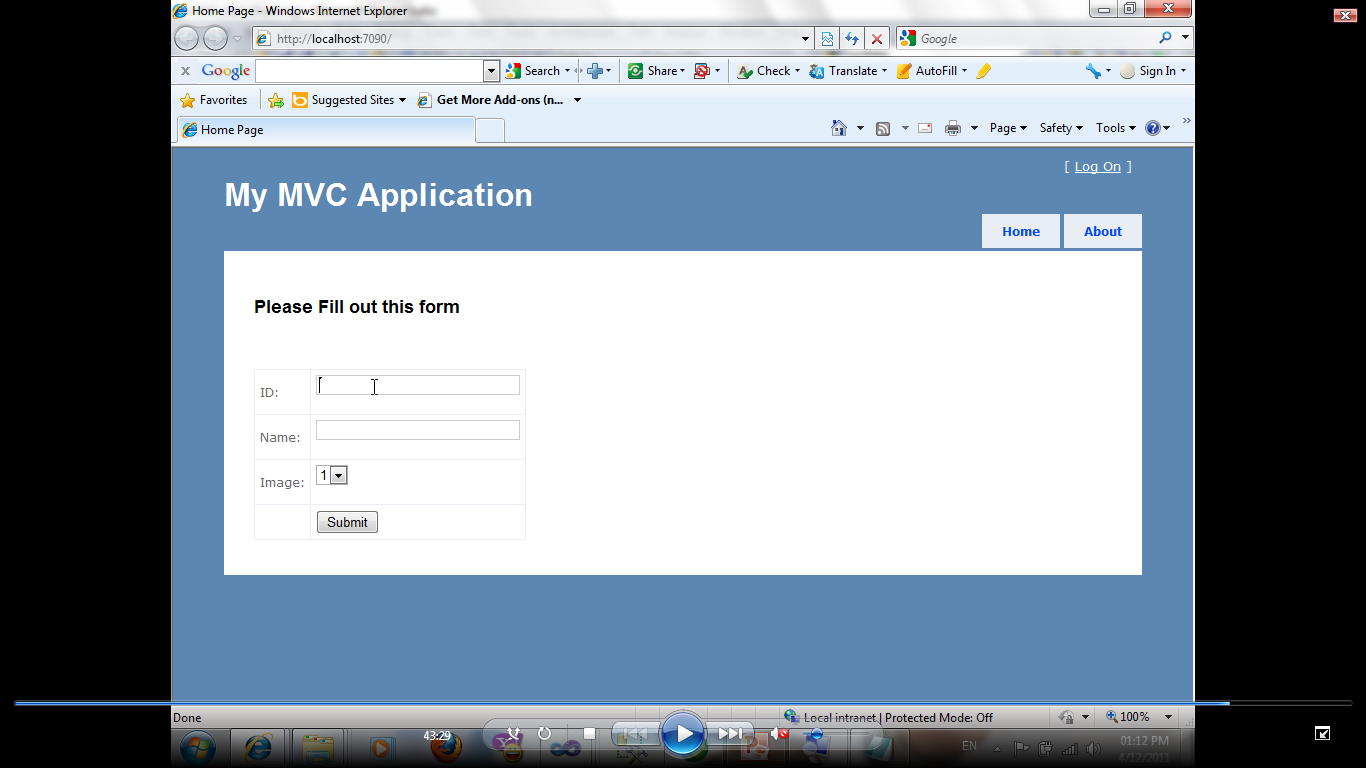 Home Page - Windows Internet Explorer
http://localhost:7090/
Google
x Google Search Share Check Translate AutoFill Sign In
Favorites Suggested Sites Get More Add-ons (n...
Home Page
Page Safety Tools
[ Log On ]
My MVC Application
Home About
Please Fill out this form
ID:
Name:
Image: 1
Submit
Done
Local intranet | Protected Mode: Off
100%
43:29
EN
01:12 PM
4/12/2011